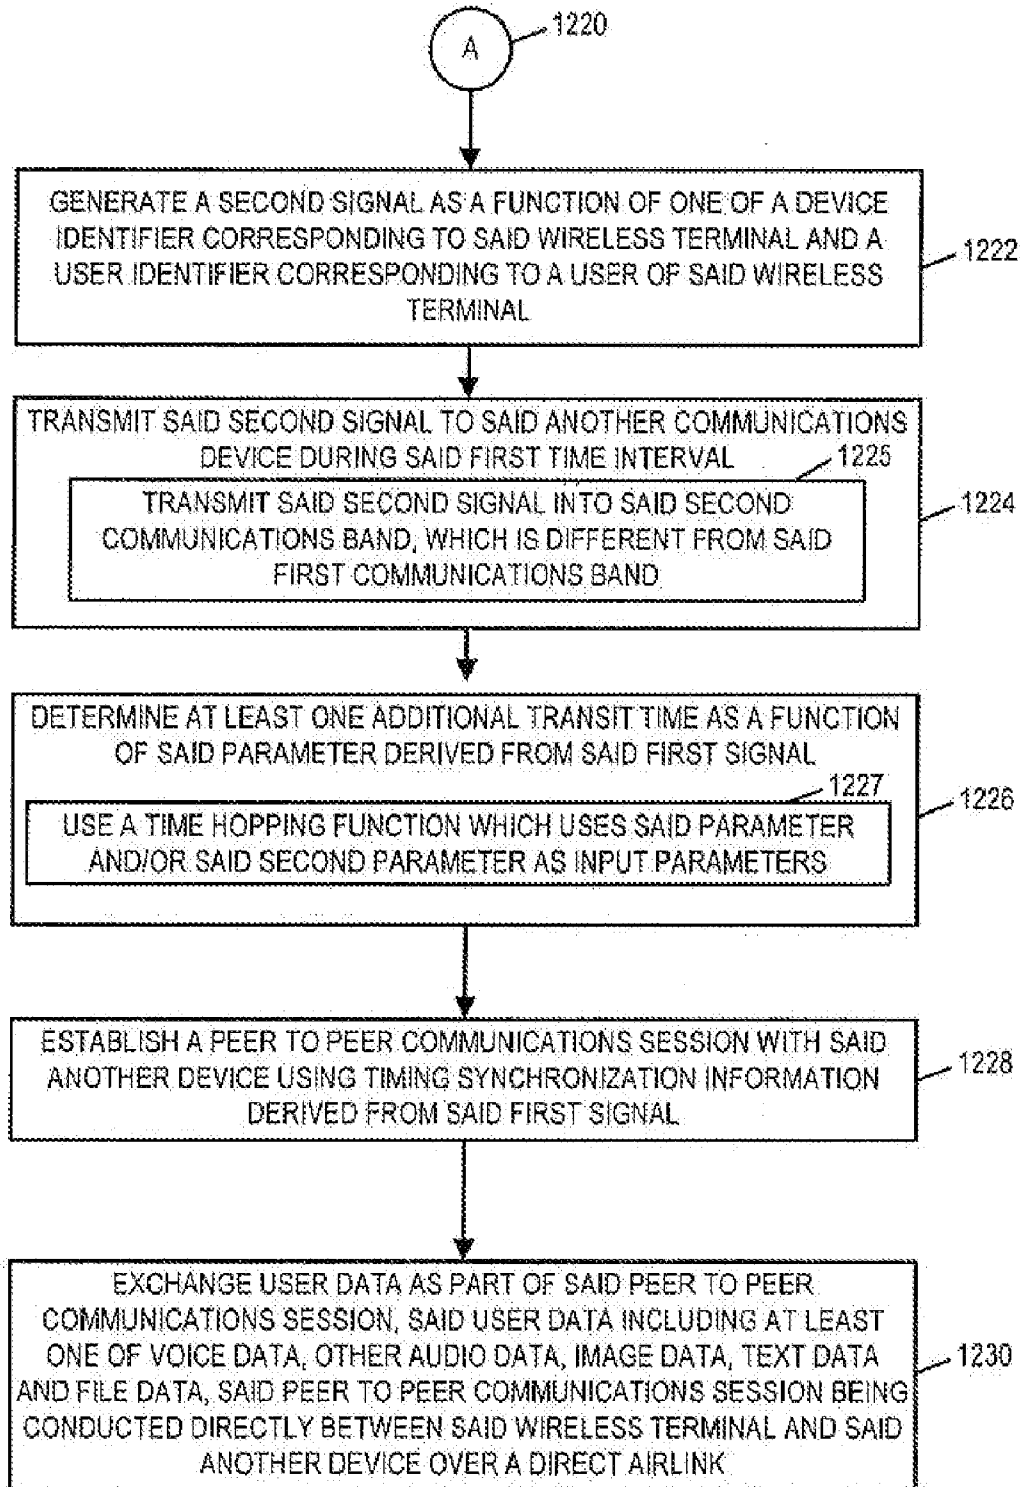 A
1220
GENERATE A SECOND SIGNAL AS A FUNCTION OF ONE OF A DEVICE
IDENTIFIER CORRESPONDING TO SAID WIRELESS TERMINAL AND A
USER IDENTIFIER CORRESPONDING TO A USER OF SAID WIRELESS
TERMINAL
1222
TRANSMIT SAID SECOND SIGNAL TO SAID ANOTHER COMMUNICATIONS
DEVICE DURING SAID FIRST TIME INTERVAL
1225
TRANSMIT SAID SECOND SIGNAL INTO SAID SECOND
COMMUNICATIONS BAND, WHICH IS DIFFERENT FROM SAID
FIRST COMMUNICATIONS BAND
1224
DETERMINE AT LEAST ONE ADDITIONAL TRANSIT TIME AS A FUNCTION
OF SAID PARAMETER DERIVED FROM SAID FIRST SIGNAL
1227
USE A TIME HOPPING FUNCTION WHICH USES SAID PARAMETER
AND/OR SAID SECOND PARAMETER AS INPUT PARAMETERS
1226
ESTABLISH A PEER TO PEER COMMUNICATIONS SESSION WITH SAID
ANOTHER DEVICE USING TIMING SYNCHRONIZATION INFORMATION
DERIVED FROM SAID FIRST SIGNAL
1228
EXCHANGE USER DATA AS PART OF SAID PEER TO PEER
COMMUNICATIONS SESSION, SAID USER DATA INCLUDING AT LEAST
ONE OF VOICE DATA, OTHER AUDIO DATA, IMAGE DATA, TEXT DATA
AND FILE DATA, SAID PEER TO PEER COMMUNICATIONS SESSION BEING
CONDUCTED DIRECTLY BETWEEN SAID WIRELESS TERMINAL AND SAID
ANOTHER DEVICE OVER A DIRECT AIRLINK
1230